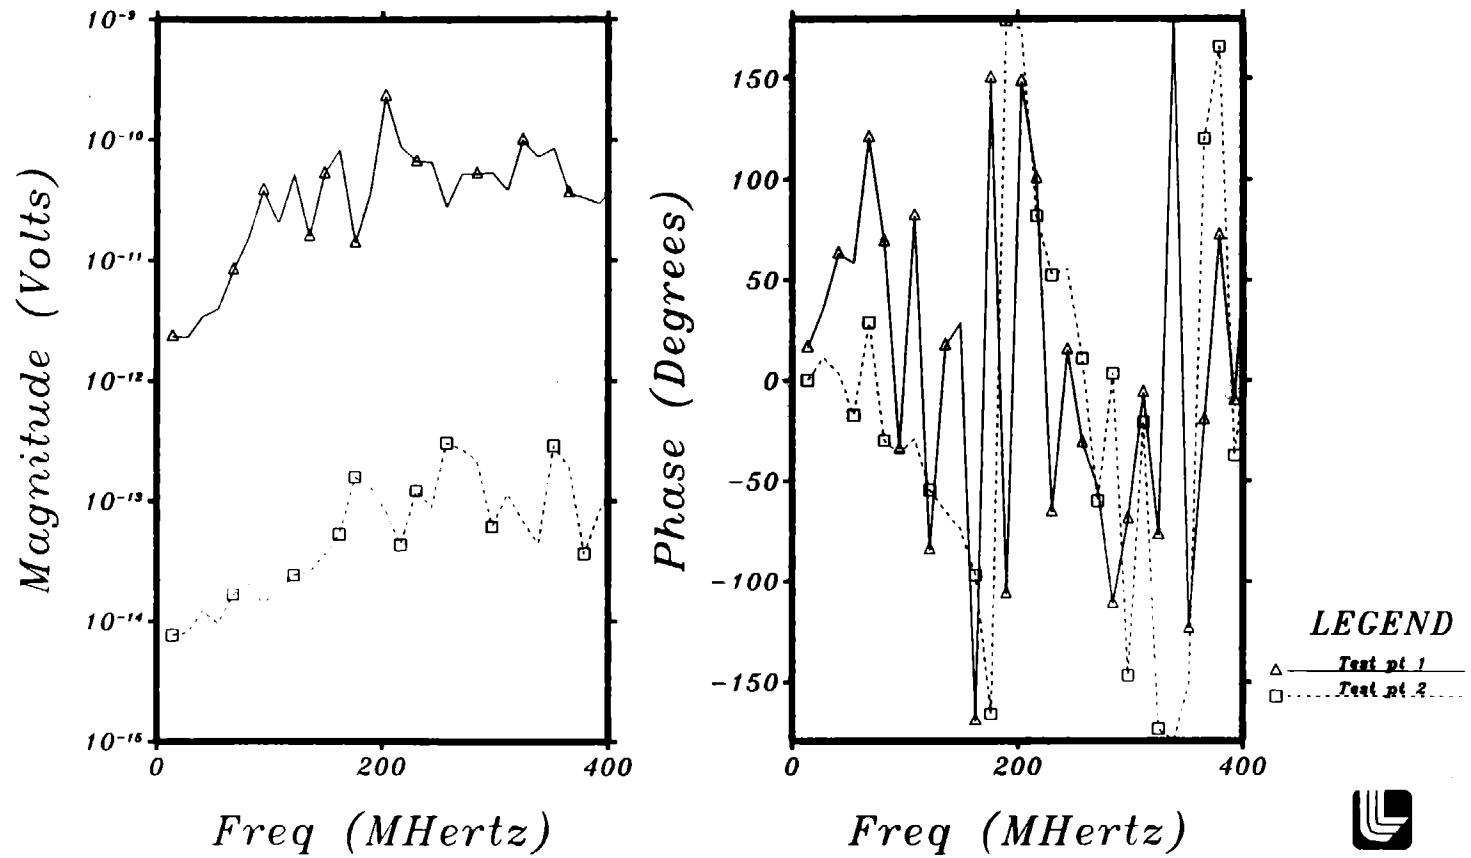 10⁻⁹
10⁻¹⁰
10⁻¹¹
10⁻¹²
10⁻¹³
10⁻¹⁴
10⁻¹⁵
Magnitude (Volts)
0 200 400
Freq (MHertz)
150
100
50
0
-50
-100
-150
Phase (Degrees)
0 200 400
Freq (MHertz)
LEGEND
Test pt 1
Test pt 2